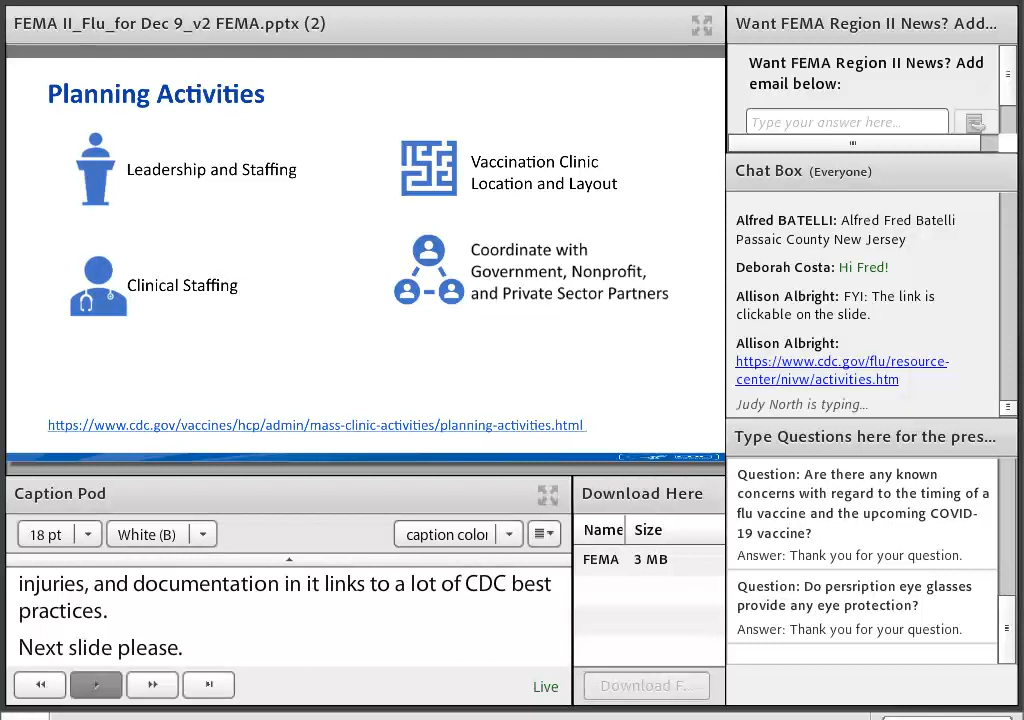 FEMA II_Flu_for Dec 9_v2 FEMA.pptx (2)
Planning Activities
Leadership and Staffing
Vaccination Clinic
Location and Layout
Clinical Staffing
Coordinate with
Government, Nonprofit,
and Private Sector Partners
https://www.cdc.gov/vaccines/hcp/admin/mass-clinic-activities/planning-activities.html
Want FEMA Region II News? Add...
Want FEMA Region II News? Add
email below:
Type your answer here...
Chat Box (Everyone)
Alfred BATELLI: Alfred Fred Batelli
Passaic County New Jersey
Deborah Costa: Hi Fred!
Allison Albright: FYI: The link is
clickable on the slide.
Allison Albright:
https://www.cdc.gov/flu/resource-
center/nivw/activities.htm
Judy North is typing...
Type Questions here for the pres...
Question: Are there any known
concerns with regard to the timing of a
flu vaccine and the upcoming COVID-
19 vaccine?
Answer: Thank you for your question.
Question: Do persription eye glasses
provide any eye protection?
Answer: Thank you for your question.
Caption Pod
18 pt
White (B)
caption color
injuries, and documentation in it links to a lot of CDC best
practices.
Next slide please.
Live
Download Here
Name Size
FEMA 3 MB
Download F...